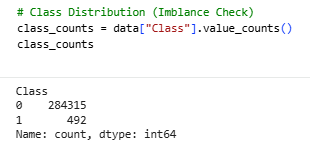 # Class Distribution (Imblance Check)
class_counts = data["Class"].value_counts()
class_counts
Class
0    284315
1       492
Name: count, dtype: int64